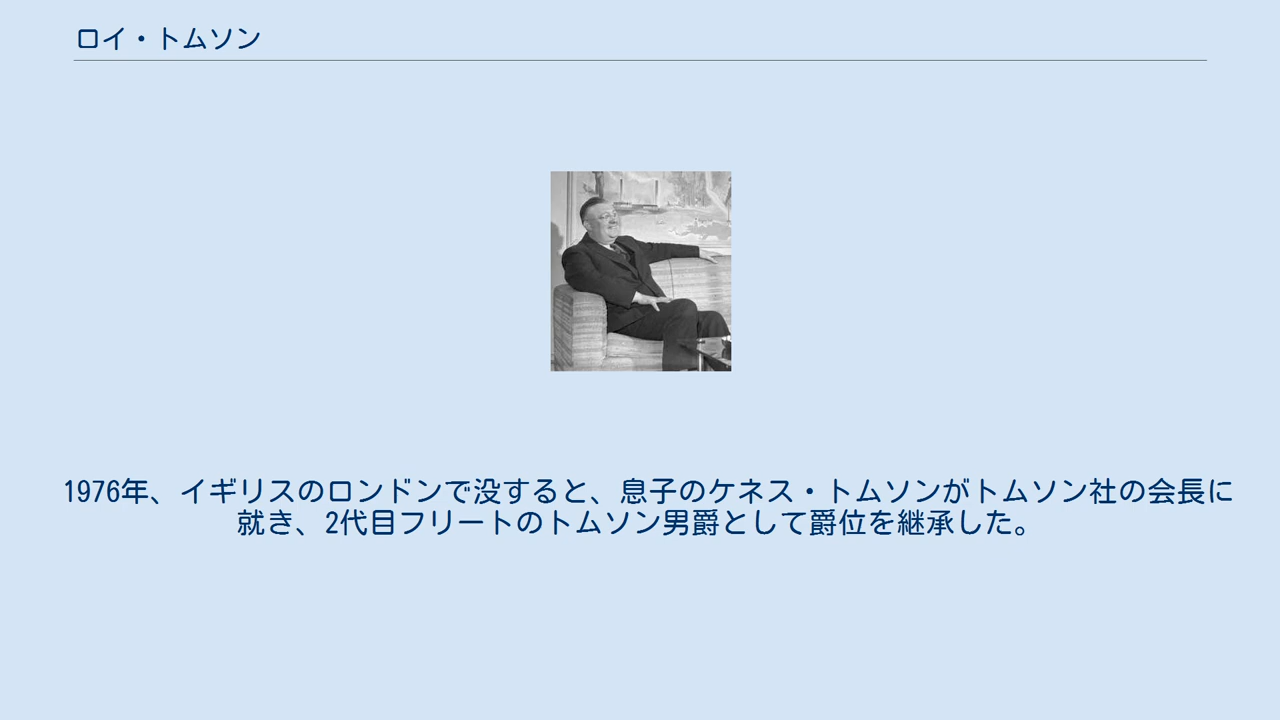 ロイ・トムソン
1976年、イギリスのロンドンで没すると、息子のケネス・トムソンがトムソン社の会長に
就き、2代目フリートのトムソン男爵として爵位を継承した。